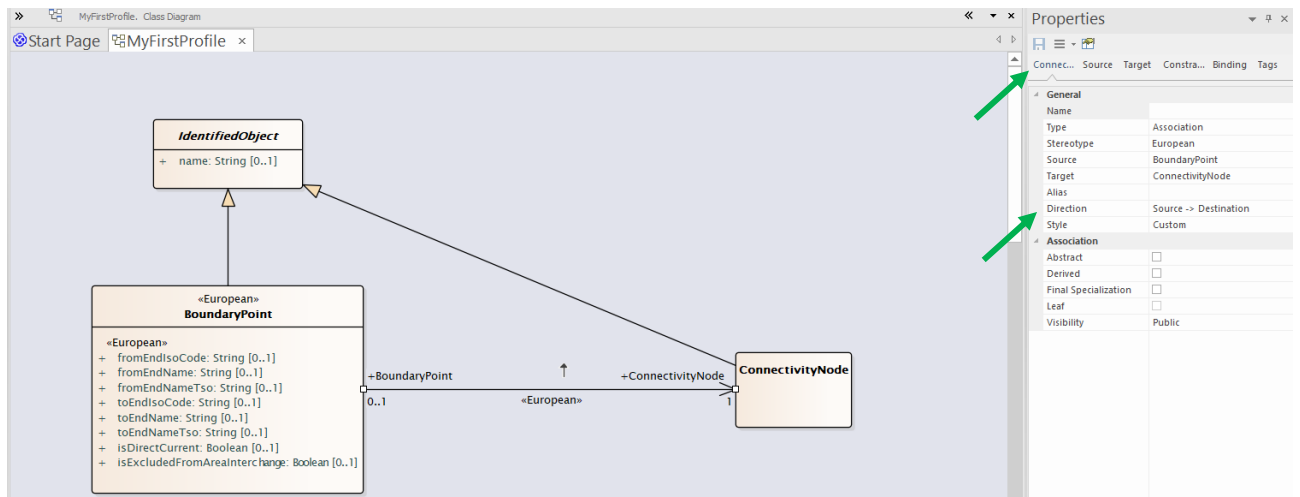 MyFirstProfile. Class Diagram
Start Page MyFirstProfile ×
IdentifiedObject
+ name: String [0..1]
«European»
BoundaryPoint
«European»
+ fromEndIsoCode: String [0..1]
+ fromEndName: String [0..1]
+ fromEndNameTso: String [0..1]
+ toEndIsoCode: String [0..1]
+ toEndName: String [0..1]
+ toEndNameTso: String [0..1]
+ isDirectCurrent: Boolean [0..1]
+ isExcludedFromAreaInterchange: Boolean [0..1]
+BoundaryPoint +ConnectivityNode
0..1 «European» 1
ConnectivityNode
Properties
Connec... Source Target Constra... Binding Tags
General
Name
Type Association
Stereotype European
Source BoundaryPoint
Target ConnectivityNode
Alias
Direction Source -> Destination
Style Custom
Association
Abstract
Derived
Final Specialization
Leaf
Visibility Public